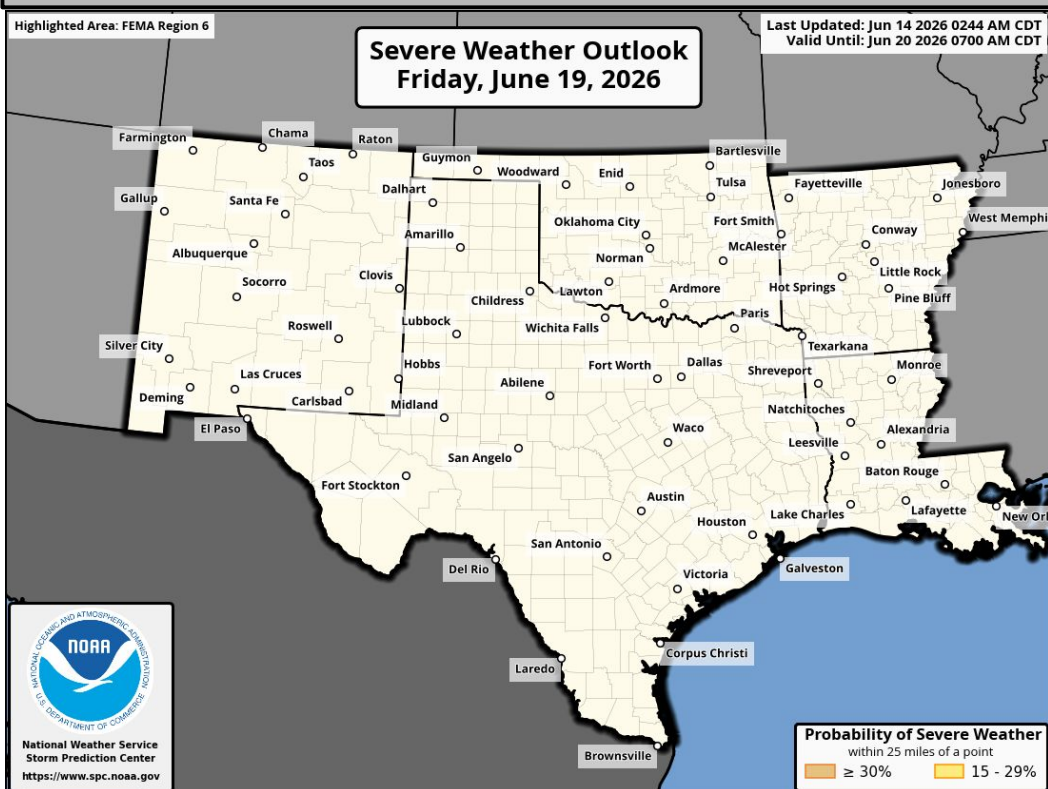 Highlighted Area: FEMA Region 6
Last Updated: Jun 14 2026 0244 AM CDT
Valid Until: Jun 20 2026 0700 AM CDT
Severe Weather Outlook
Friday, June 19, 2026
Farmington
Chama
Raton
Taos
Guymon
Woodward
Enid
Bartlesville
Tulsa
Fayetteville
Jonesboro
Gallup
Santa Fe
Dalhart
Oklahoma City
Fort Smith
West Memphi
Albuquerque
Amarillo
Norman
McAlester
Conway
Socorro
Clovis
Childress
Lawton
Ardmore
Hot Springs
Little Rock
Pine Bluff
Roswell
Lubbock
Wichita Falls
Paris
Texarkana
Silver City
Las Cruces
Hobbs
Fort Worth
Dallas
Shreveport
Monroe
Deming
Carlsbad
Midland
Abilene
Natchitoches
El Paso
Waco
Leesville
Alexandria
San Angelo
Fort Stockton
Baton Rouge
Austin
Houston
Lake Charles
Lafayette
New Orl
San Antonio
Del Rio
Victoria
Galveston
Laredo
Corpus Christi
Brownsville
NATIONAL OCEANIC AND ATMOSPHERIC ADMINISTRATION
NOAA
U.S. DEPARTMENT OF COMMERCE
National Weather Service
Storm Prediction Center
https://www.spc.noaa.gov
Probability of Severe Weather
within 25 miles of a point
≥ 30%
15 - 29%